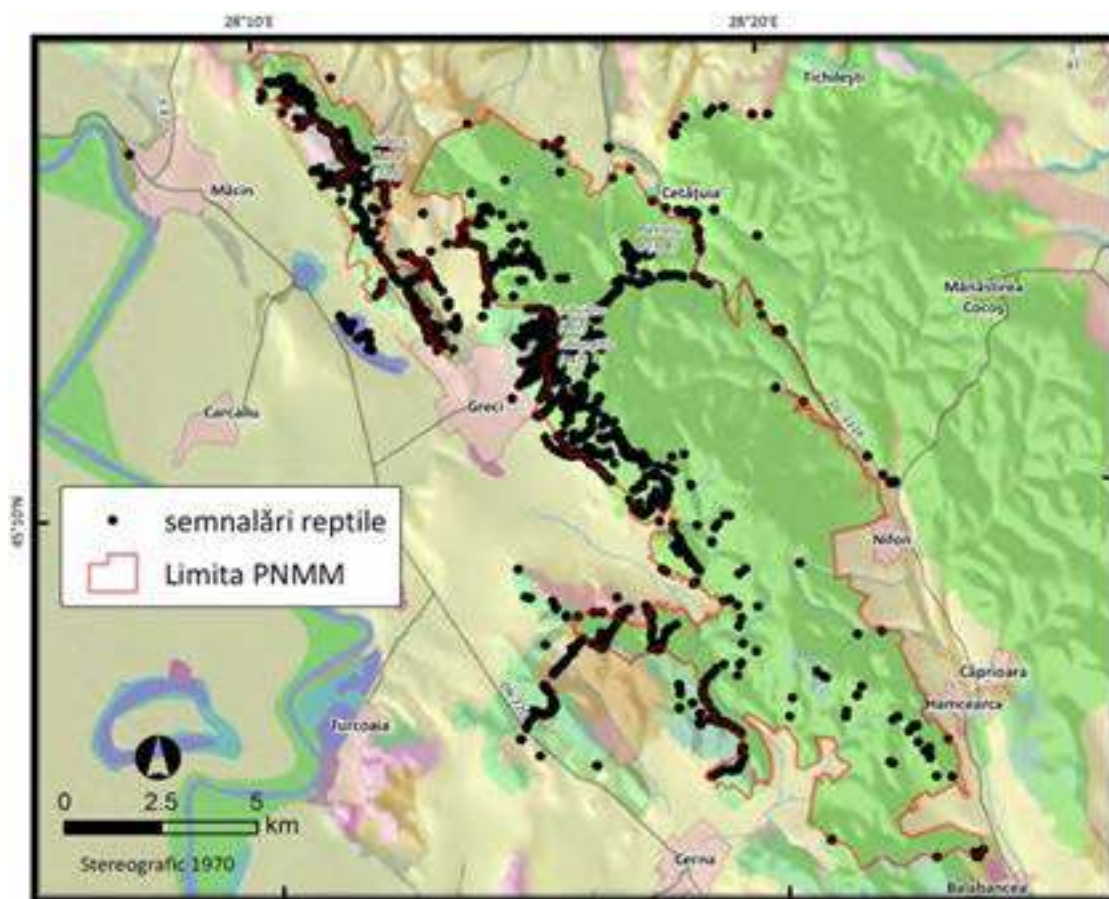 28°10'E
28°20'E
Tichilești
Măcin
Cetățuia
Mănăstirea
Cocoș
Greci
Carcaliu
45°10'N
semnalări reptile
Limita PNMM
Nifon
Căprioara
Hamcearca
Turcoaia
0 2.5 5
km
Stereografic 1970
Cerna
Balabancea